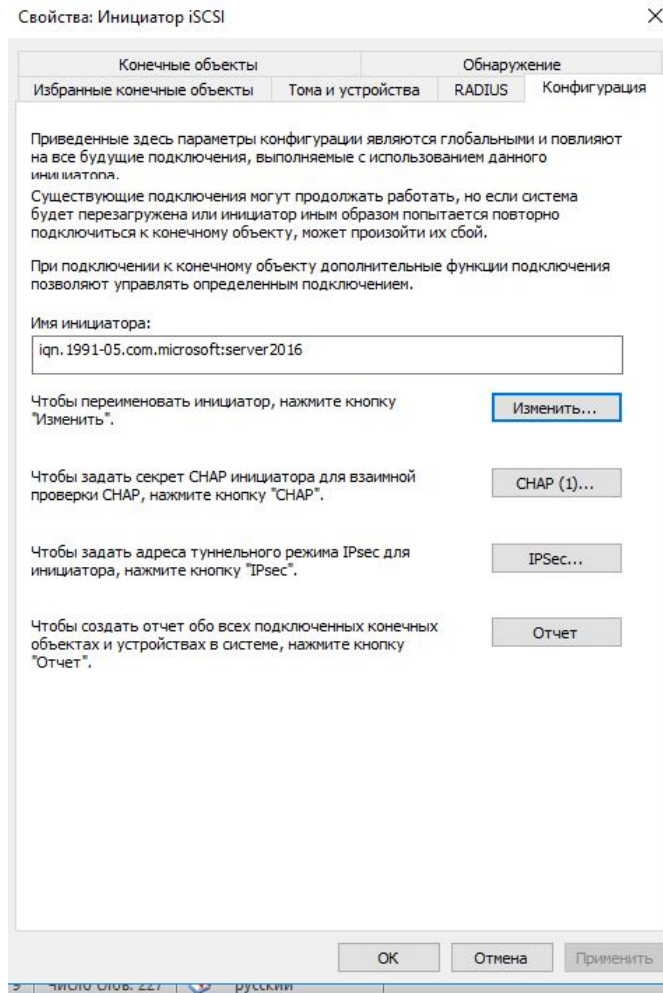 Свойства: Инициатор iSCSI
Конечные объекты
Обнаружение
Избранные конечные объекты
Тома и устройства
RADIUS
Конфигурация
Приведенные здесь параметры конфигурации являются глобальными и повлияют
на все будущие подключения, выполняемые с использованием данного
инициатора.
Существующие подключения могут продолжать работать, но если система
будет перезагружена или инициатор иным образом попытается повторно
подключиться к конечному объекту, может произойти их сбой.
При подключении к конечному объекту дополнительные функции подключения
позволяют управлять определенным подключением.
Имя инициатора:
iqn.1991-05.com.microsoft:server2016
Чтобы переименовать инициатор, нажмите кнопку
"Изменить".
Изменить...
Чтобы задать секрет CHAP инициатора для взаимной
проверки CHAP, нажмите кнопку "CHAP".
CHAP (1)...
Чтобы задать адреса туннельного режима IPsec для
инициатора, нажмите кнопку "IPsec".
IPSec...
Чтобы создать отчет обо всех подключенных конечных
объектах и устройствах в системе, нажмите кнопку
"Отчет".
Отчет
OK
Отмена
Применить
9 Число слов: 227 русский